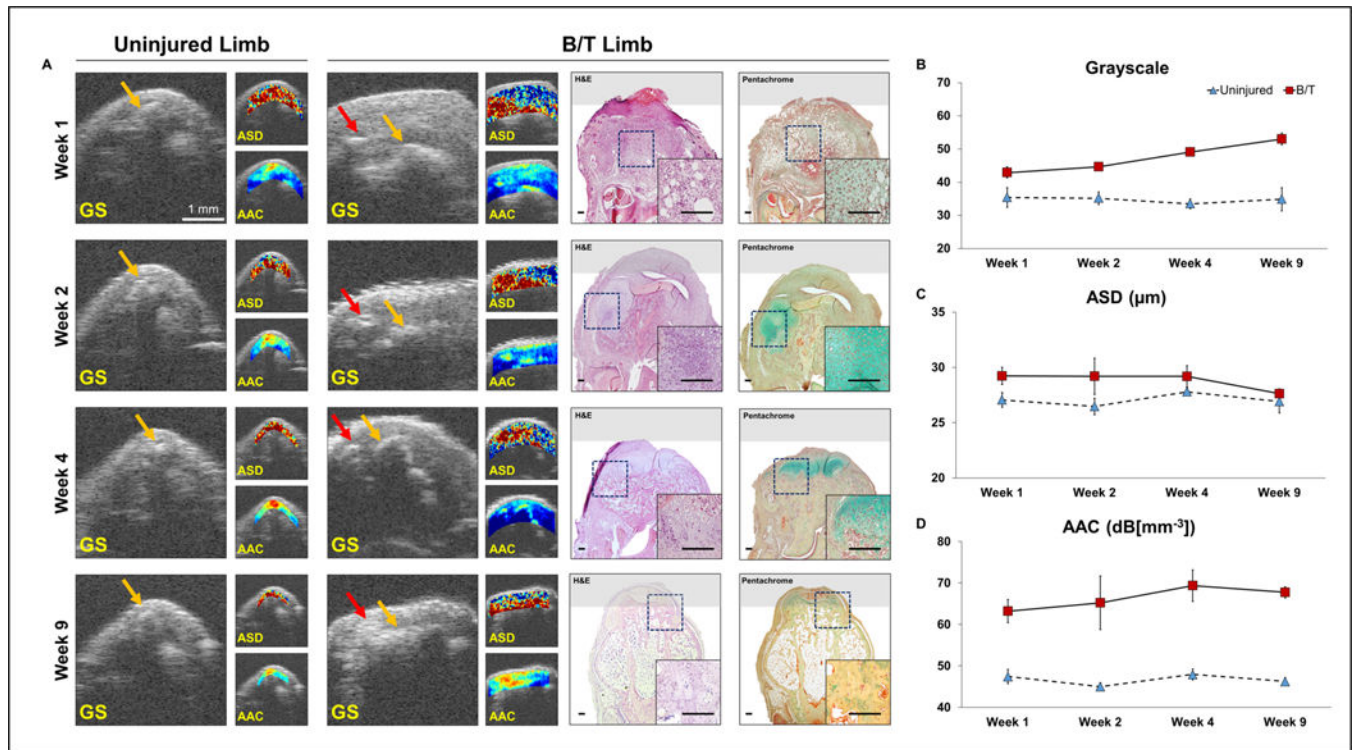 Uninjured Limb
B/T Limb
A
Week 1
GS
1 mm
ASD
AAC
GS
ASD
AAC
H&E
Pentachrome
Week 2
GS
ASD
AAC
GS
ASD
AAC
H&E
Pentachrome
Week 4
GS
ASD
AAC
GS
ASD
AAC
H&E
Pentachrome
Week 9
GS
ASD
AAC
GS
ASD
AAC
H&E
Pentachrome
B
Grayscale
Uninjured
B/T
70
60
50
40
30
20
Week 1 Week 2 Week 4 Week 9
C
ASD (µm)
35
30
25
20
Week 1 Week 2 Week 4 Week 9
D
AAC (dB[mm⁻³])
80
70
60
50
40
Week 1 Week 2 Week 4 Week 9